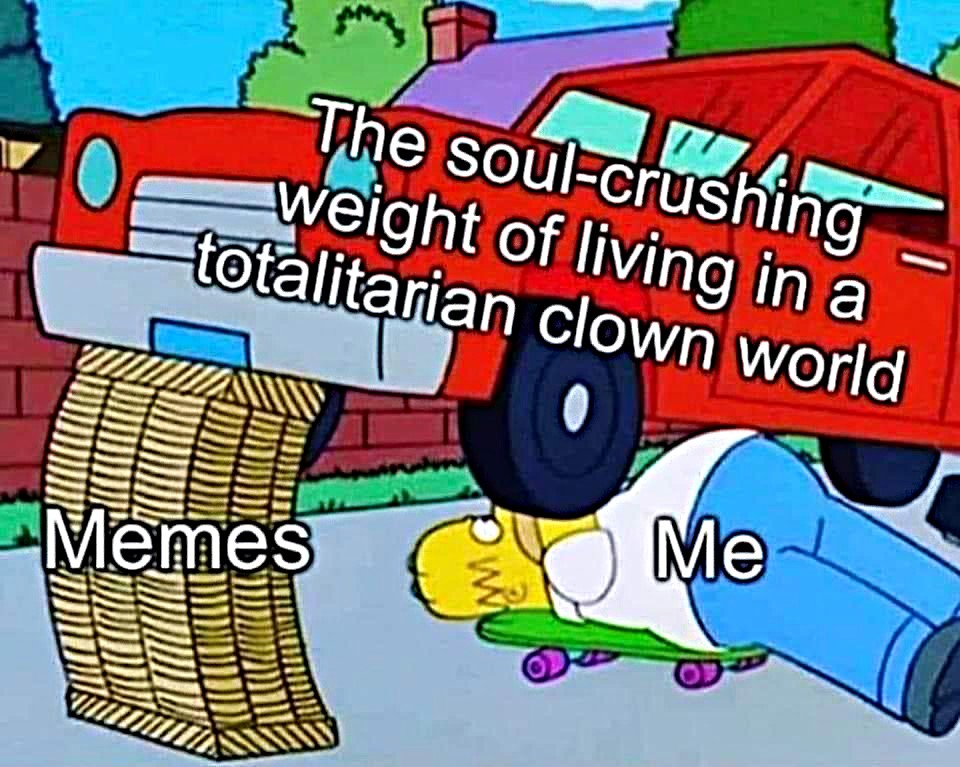 The soul-crushing
weight of living in a
totalitarian clown world
Memes
Me